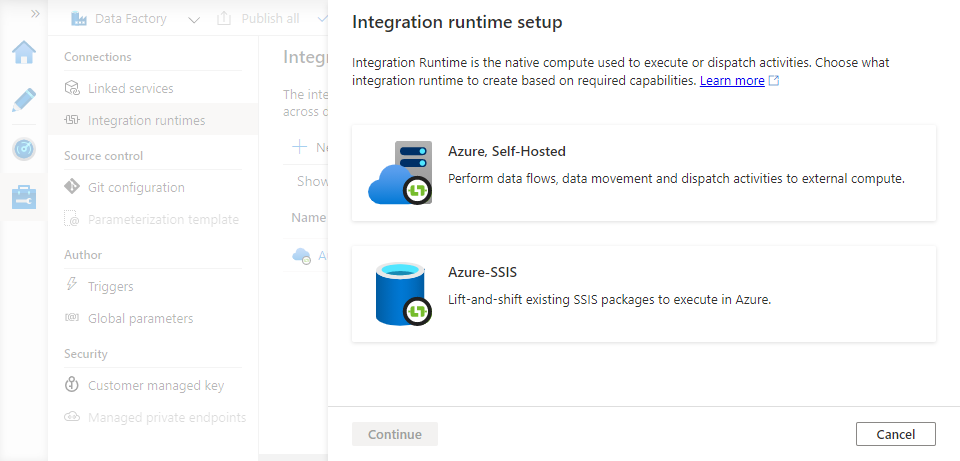 »
Data Factory
Publish all
Connections
Linked services
Integration runtimes
Source control
Git configuration
Parameterization template
Author
Triggers
Global parameters
Security
Customer managed key
Managed private endpoints
The inte
Show
Name
Integration runtime setup
Integration Runtime is the native compute used to execute or dispatch activities. Choose what
integration runtime to create based on required capabilities. Learn more
Azure, Self-Hosted
Perform data flows, data movement and dispatch activities to external compute.
Azure-SSIS
Lift-and-shift existing SSIS packages to execute in Azure.
Continue
Cancel